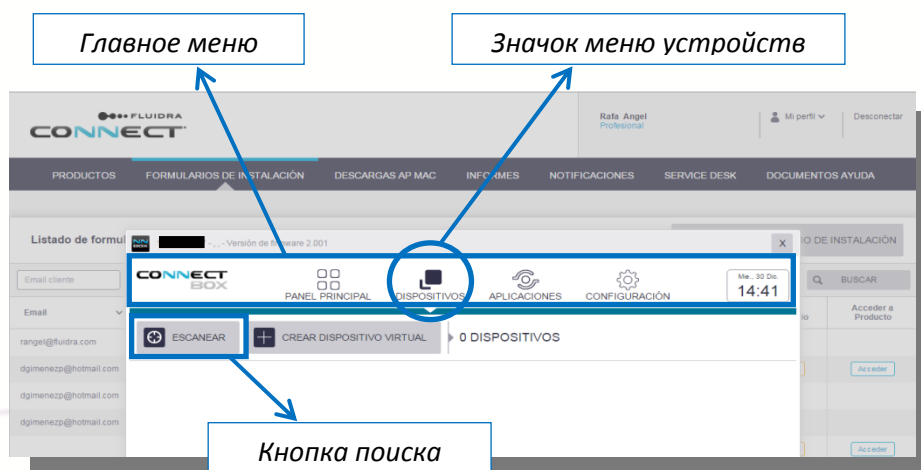 Главное меню
Значок меню устройств
FLUIDRA
CONNECT
Rafa Angel
Profesional
Mi perfil
Desconectar
PRODUCTOS FORMULARIOS DE INSTALACIÓN DESCARGAS AP MAC INFORMES NOTIFICACIONES SERVICE DESK DOCUMENTOS AYUDA
Listado de formul
- , , - Versión de firmware 2.001
X
O DE INSTALACIÓN
Email cliente
BUSCAR
CONNECT
BOX
PANEL PRINCIPAL DISPOSITIVOS APLICACIONES CONFIGURACIÓN
Mie., 30 Dic.
14:41
Email
io
Acceder a
Producto
ESCANEAR CREAR DISPOSITIVO VIRTUAL 0 DISPOSITIVOS
rangel@fluidra.com
dgimenezp@hotmail.com
Acceder
dgimenezp@hotmail.com
dgimenezp@hotmail.com
Acceder
Кнопка поиска